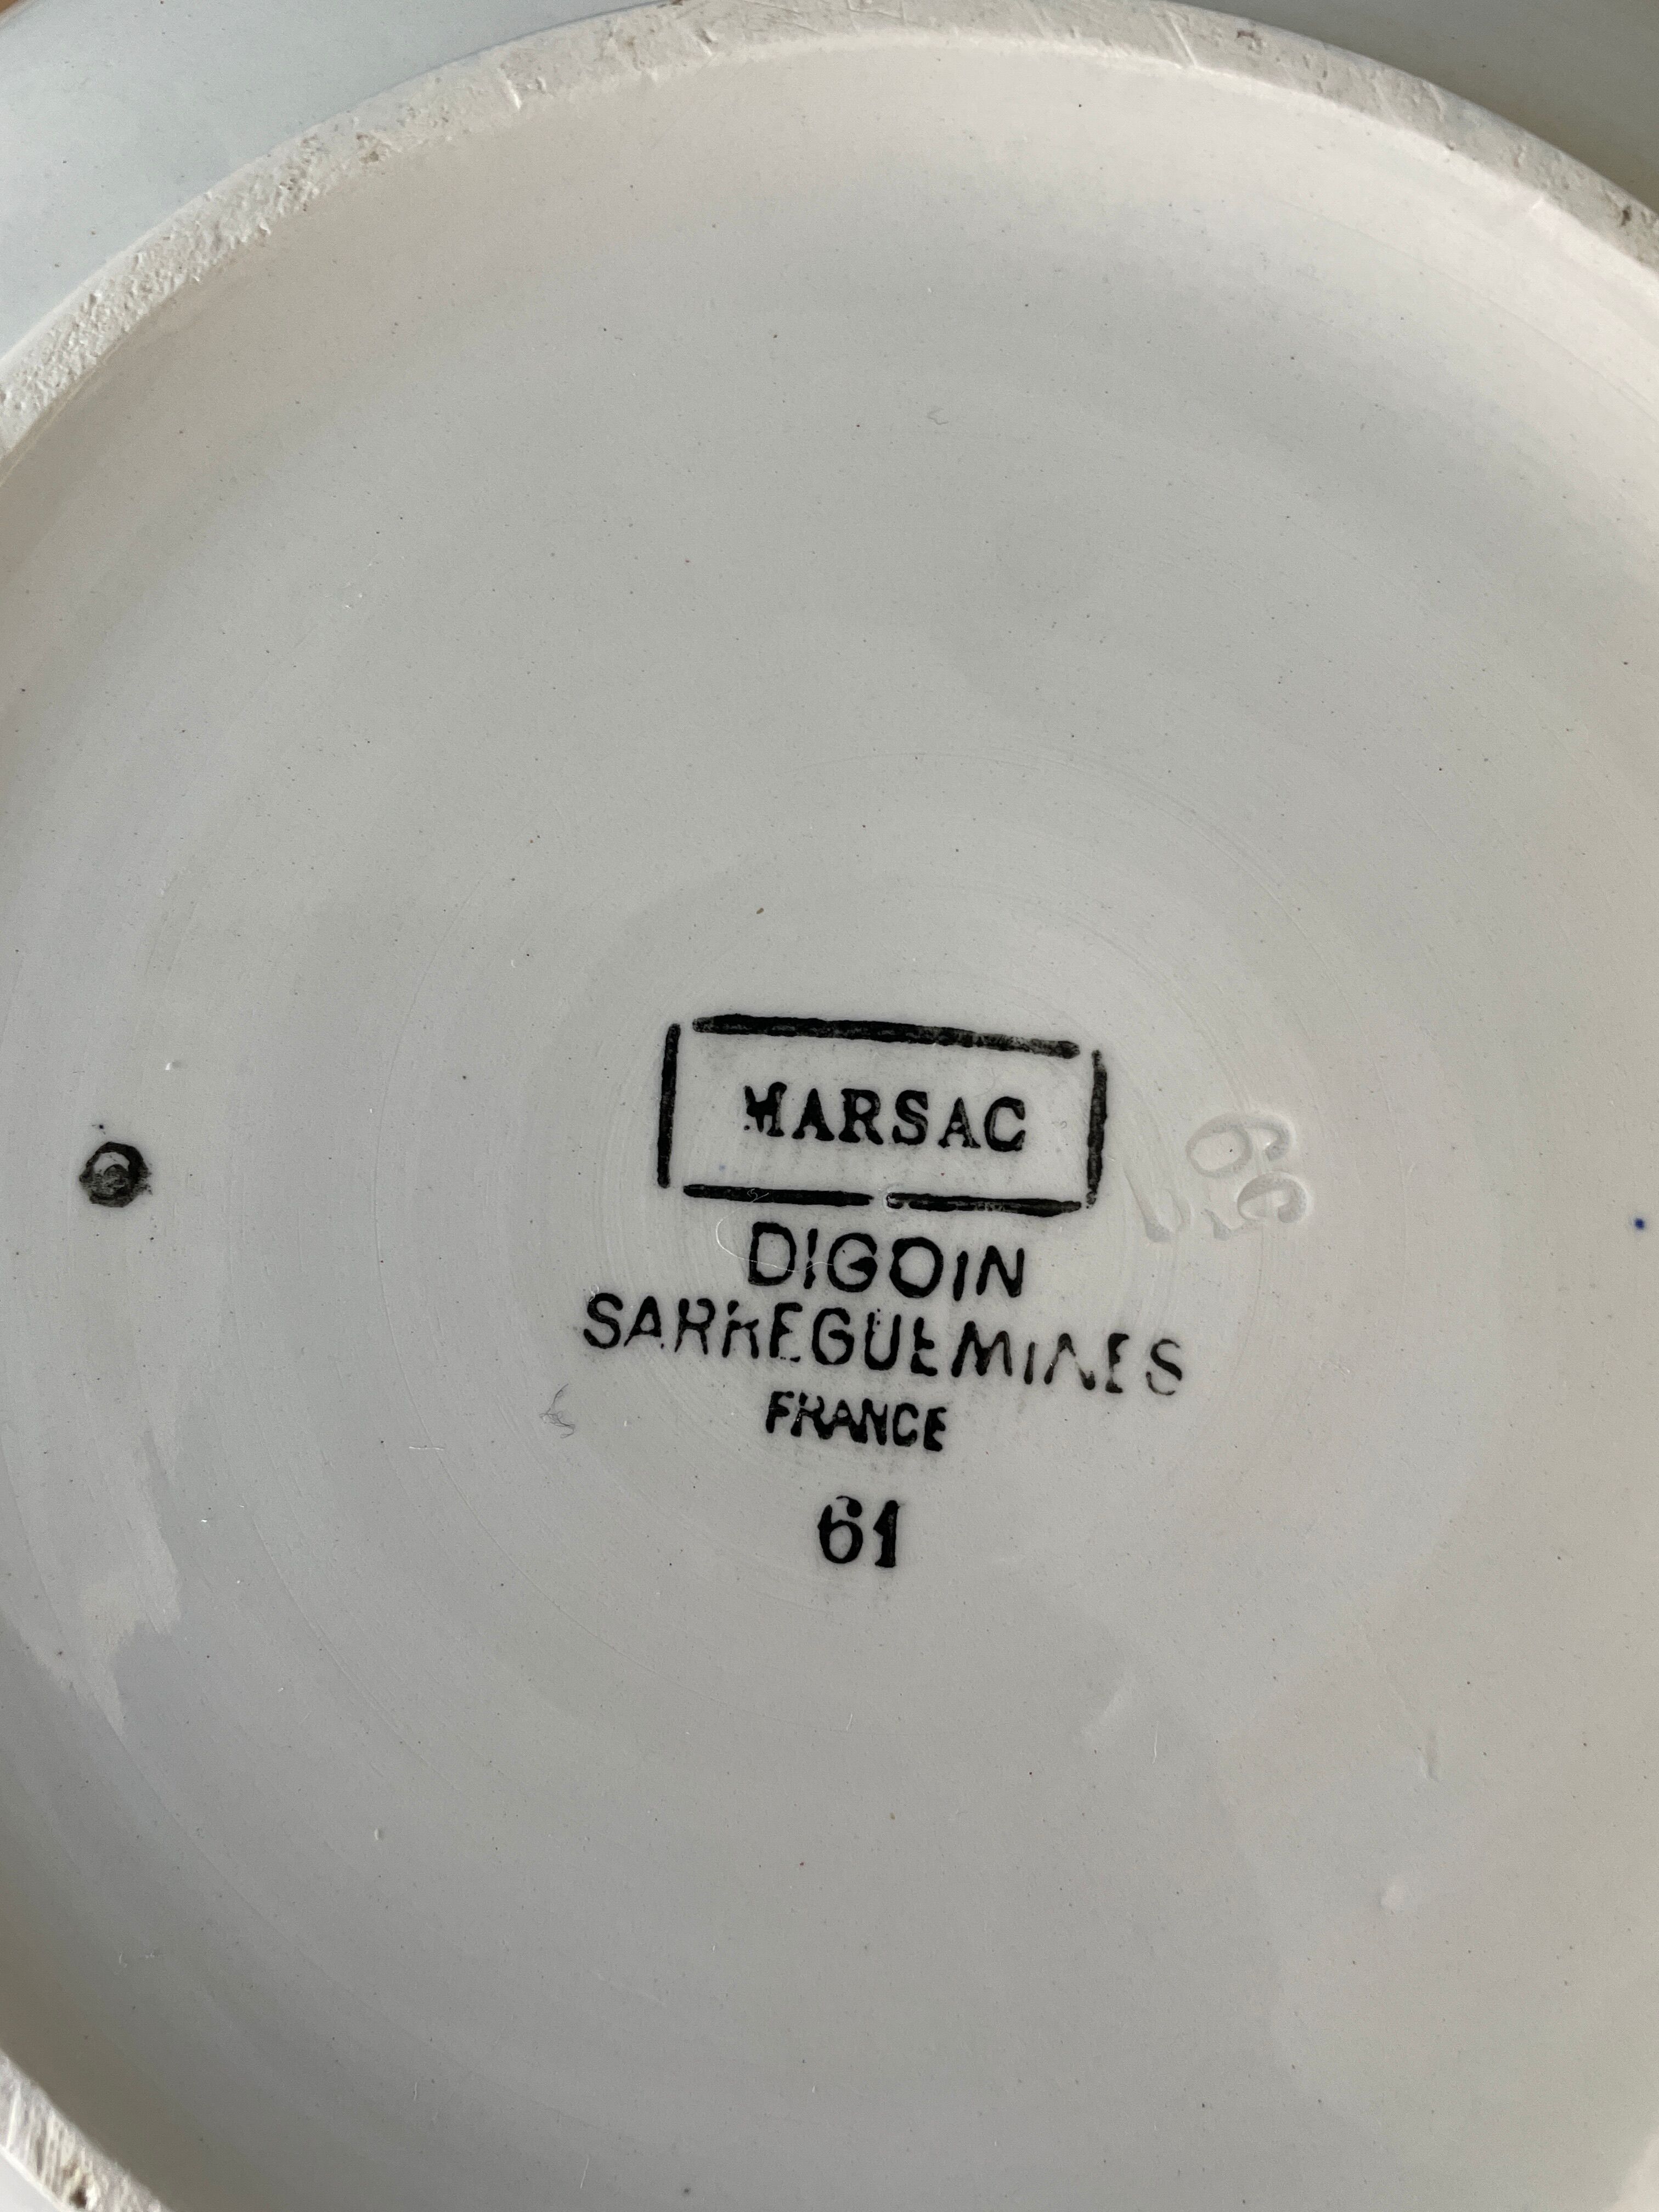 MARSAC
DIGOIN
SARREGUEMINES
FRANCE
61